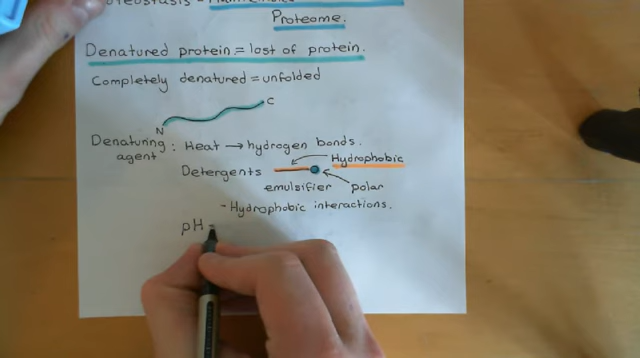 Proteome.
Denatured protein = lost of protein.
Completely denatured = unfolded
C
N
Denaturing agent : Heat → hydrogen bonds.
Hydrophobic
Detergents
emulsifier polar
- Hydrophobic interactions.
pH -